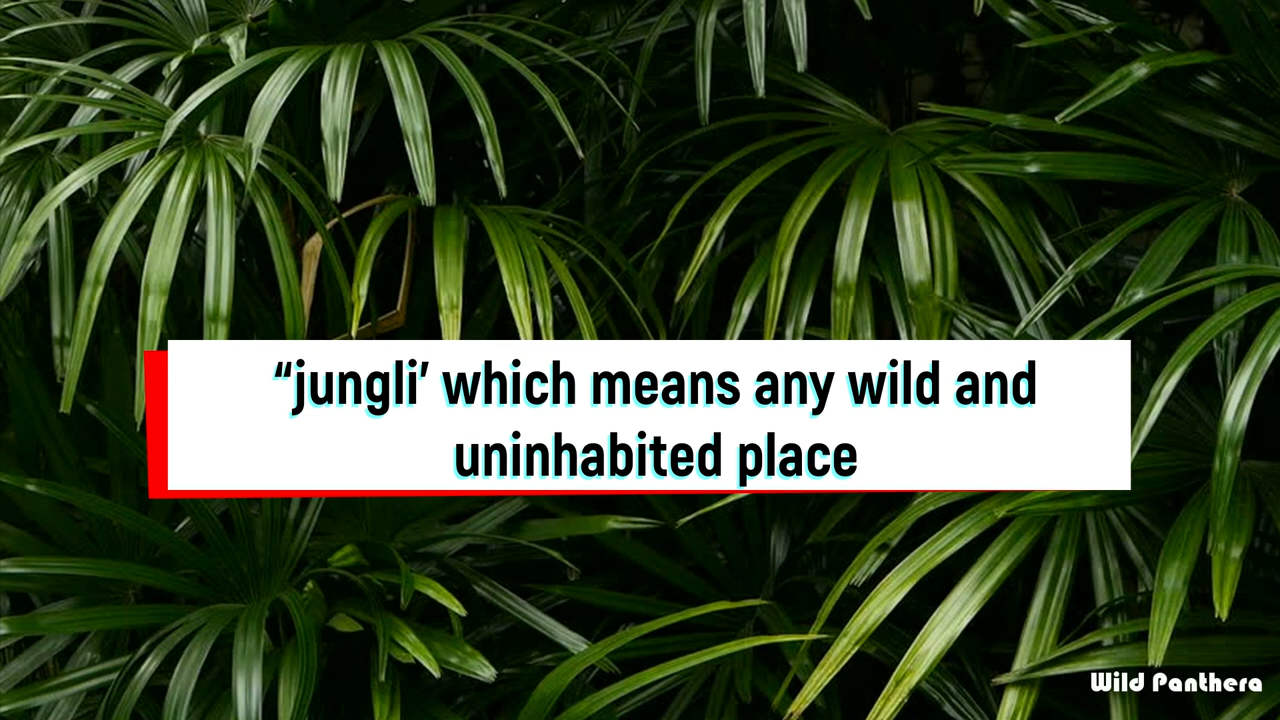 “jungli’ which means any wild and
uninhabited place
Wild Panthera